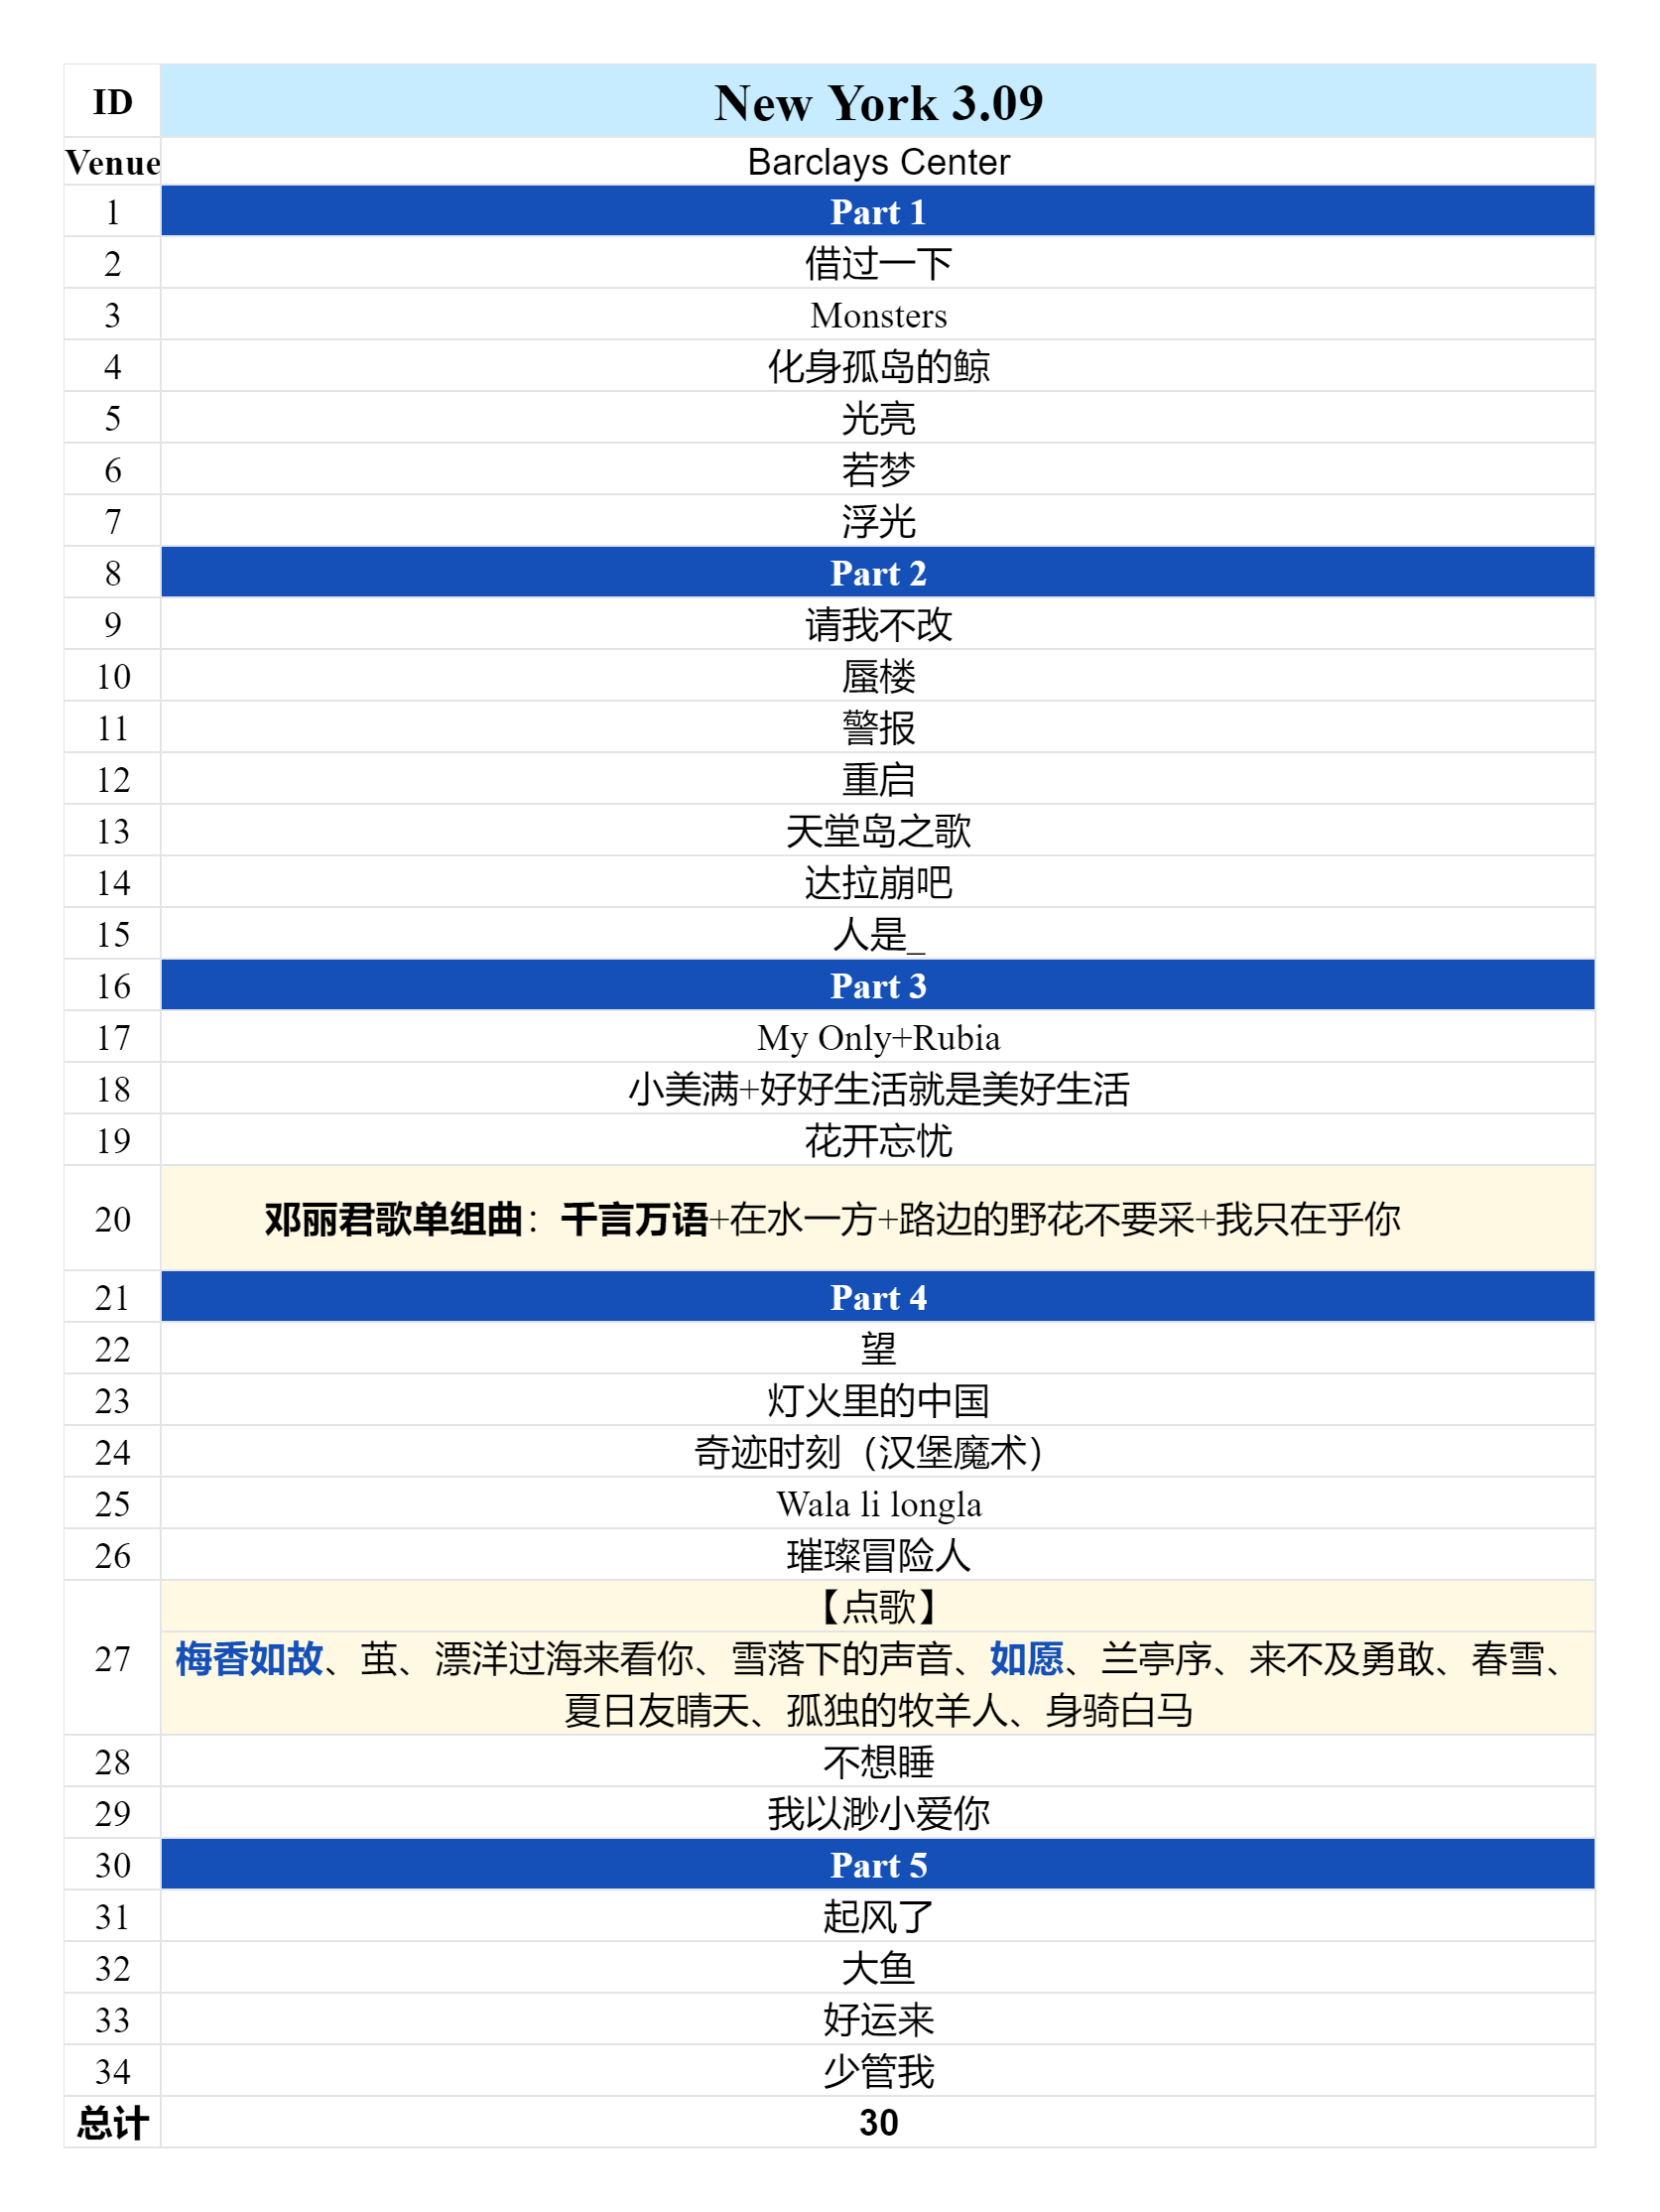 ID New York 3.09
Venue Barclays Center
1 Part 1
2 借过一下
3 Monsters
4 化身孤岛的鲸
5 光亮
6 若梦
7 浮光
8 Part 2
9 请我不改
10 蜃楼
11 警报
12 重启
13 天堂岛之歌
14 达拉崩吧
15 人是_
16 Part 3
17 My Only+Rubia
18 小美满+好好生活就是美好生活
19 花开忘忧
20 邓丽君歌单组曲：千言万语+在水一方+路边的野花不要采+我只在乎你
21 Part 4
22 望
23 灯火里的中国
24 奇迹时刻（汉堡魔术）
25 Wala li longla
26 璀璨冒险人
【点歌】
27 梅香如故、茧、漂洋过海来看你、雪落下的声音、如愿、兰亭序、来不及勇敢、春雪、
夏日友晴天、孤独的牧羊人、身骑白马
28 不想睡
29 我以渺小爱你
30 Part 5
31 起风了
32 大鱼
33 好运来
34 少管我
总计 30